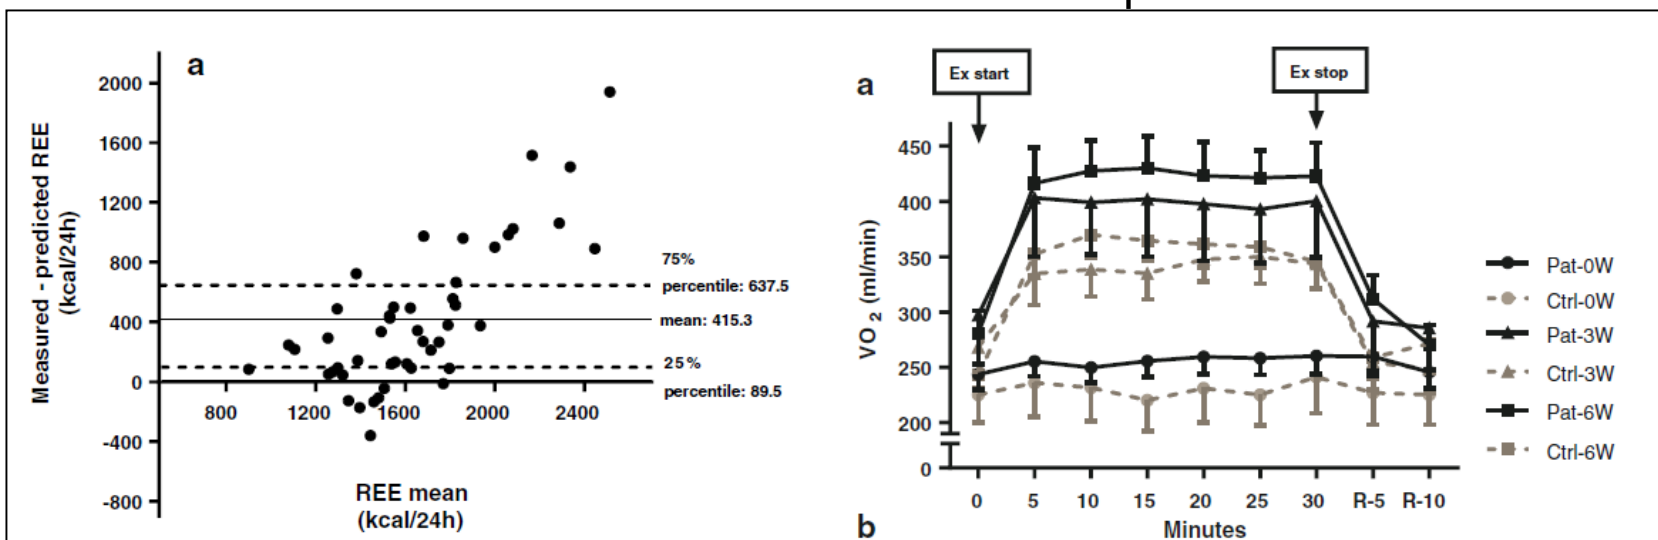 a
2000
1600
1200
800
400
0
-400
-800
Measured - predicted REE
(kcal/24h)
800 1200 1600 2000 2400
REE mean
(kcal/24h)
75%
percentile: 637.5
mean: 415.3
25%
percentile: 89.5
a
Ex start
Ex stop
450
400
350
300
250
200
0
VO2 (ml/min)
0 5 10 15 20 25 30 R-5 R-10
Minutes
Pat-0W
Ctrl-0W
Pat-3W
Ctrl-3W
Pat-6W
Ctrl-6W
b